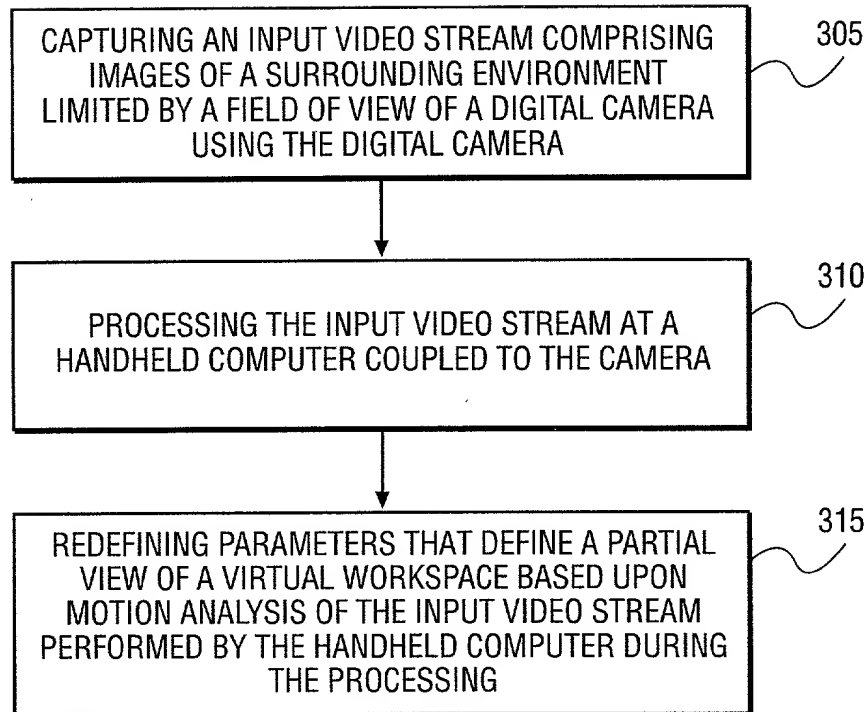 CAPTURING AN INPUT VIDEO STREAM COMPRISING
IMAGES OF A SURROUNDING ENVIRONMENT
LIMITED BY A FIELD OF VIEW OF A DIGITAL CAMERA
USING THE DIGITAL CAMERA
305
PROCESSING THE INPUT VIDEO STREAM AT A
HANDHELD COMPUTER COUPLED TO THE CAMERA
310
REDEFINING PARAMETERS THAT DEFINE A PARTIAL
VIEW OF A VIRTUAL WORKSPACE BASED UPON
MOTION ANALYSIS OF THE INPUT VIDEO STREAM
PERFORMED BY THE HANDHELD COMPUTER DURING
THE PROCESSING
315